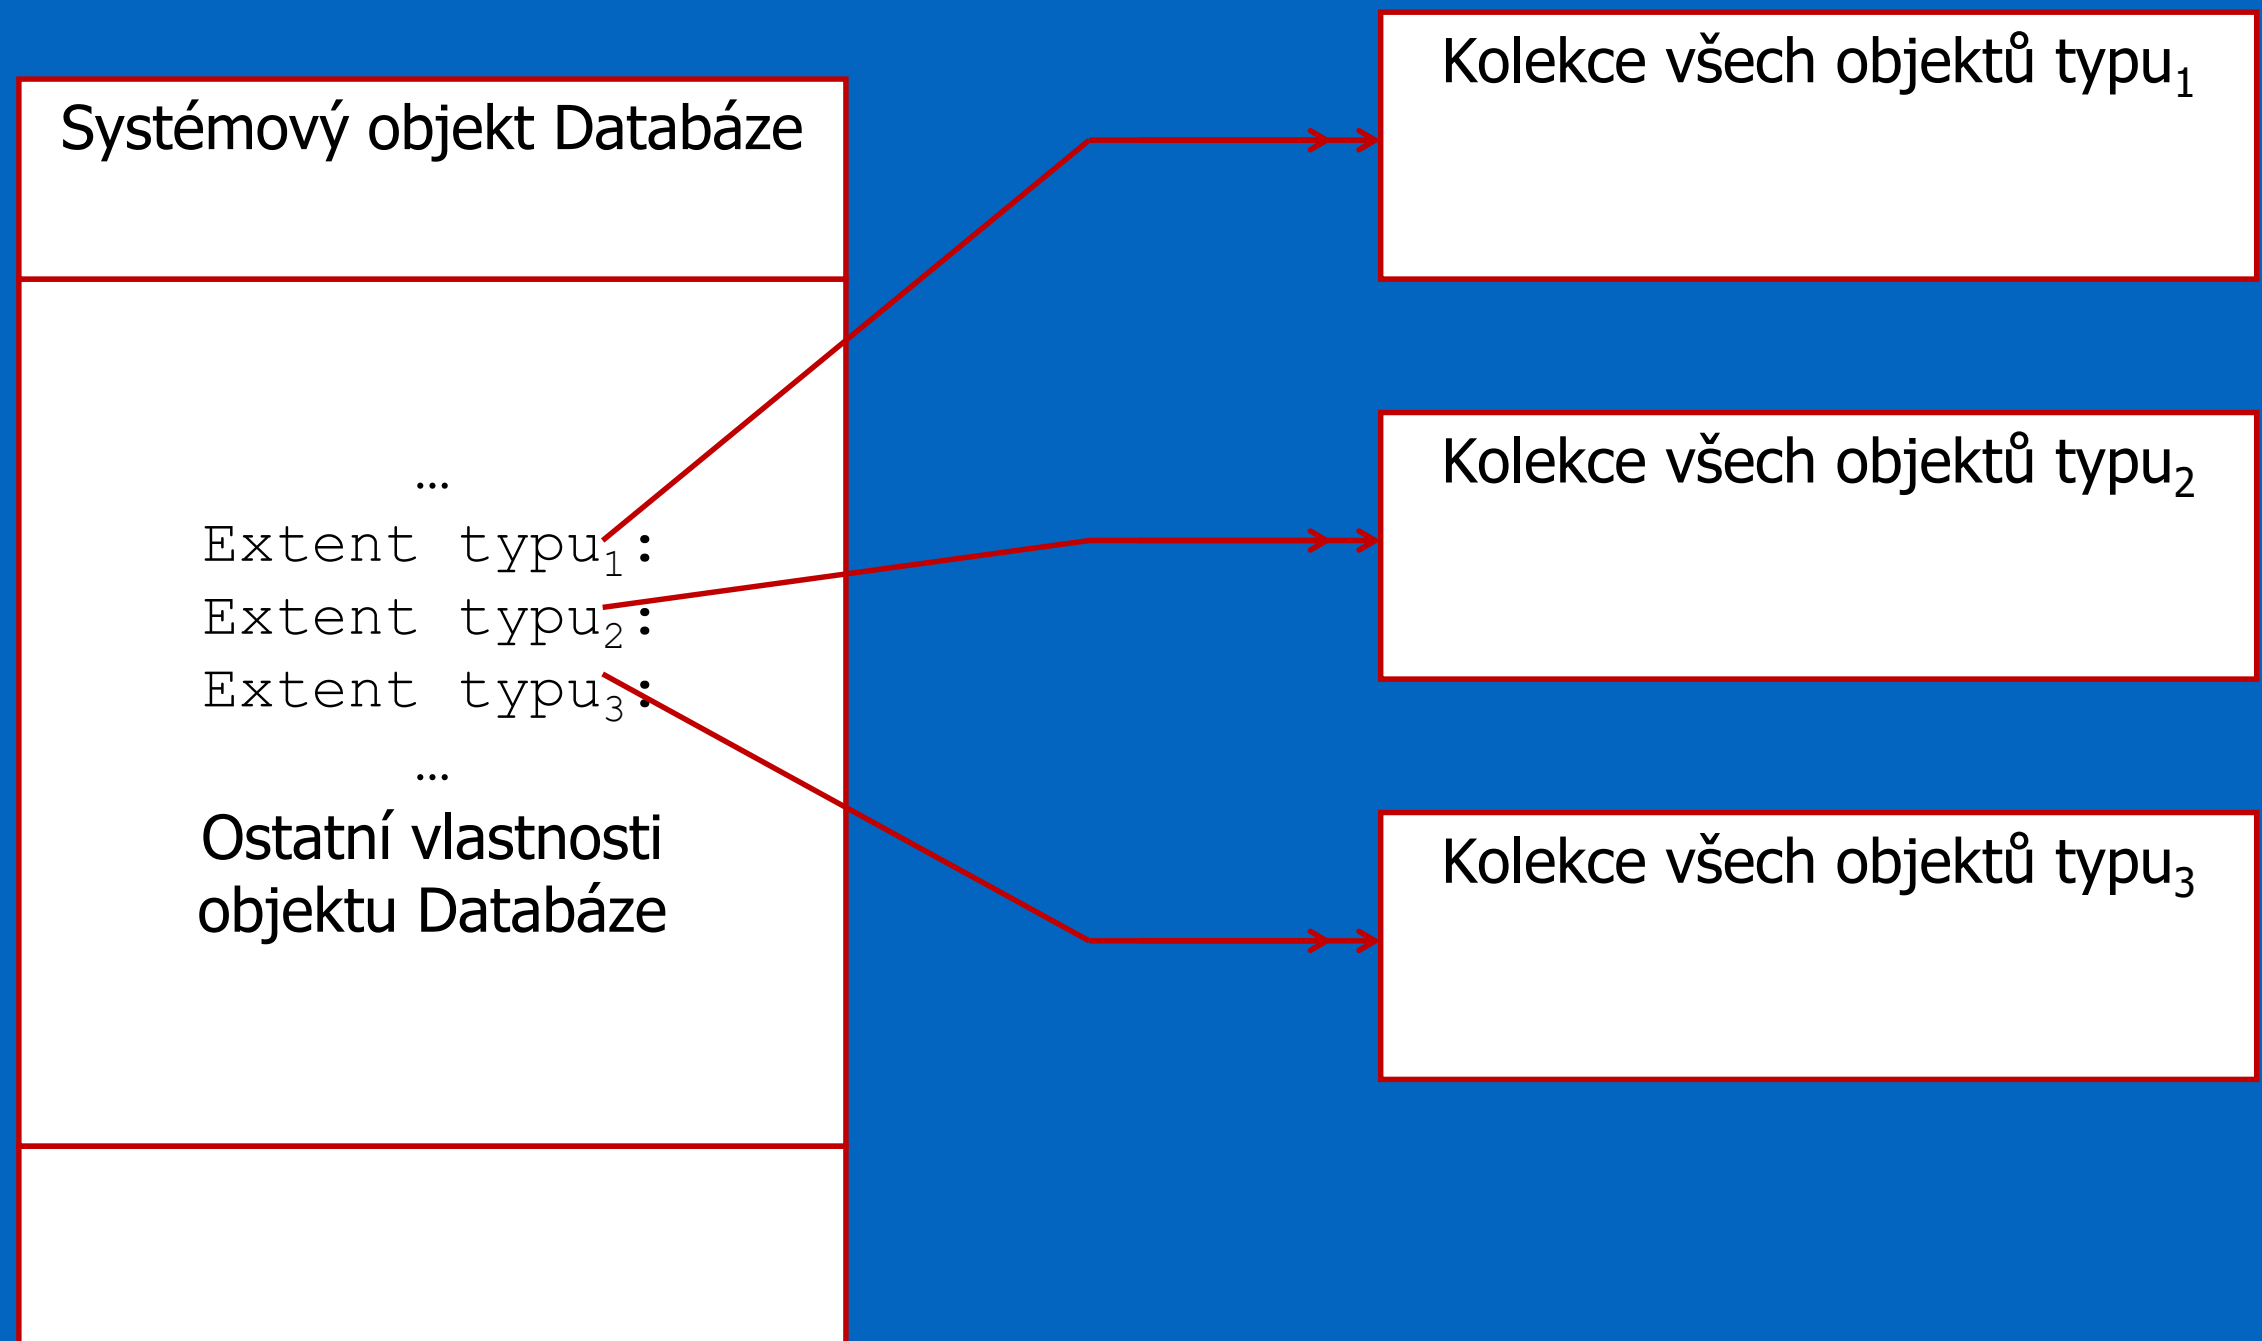 Systémový objekt Databáze
…
Extent typu₁:
Extent typu₂:
Extent typu₃:
…
Ostatní vlastnosti
objektu Databáze
Kolekce všech objektů typu₁
Kolekce všech objektů typu₂
Kolekce všech objektů typu₃